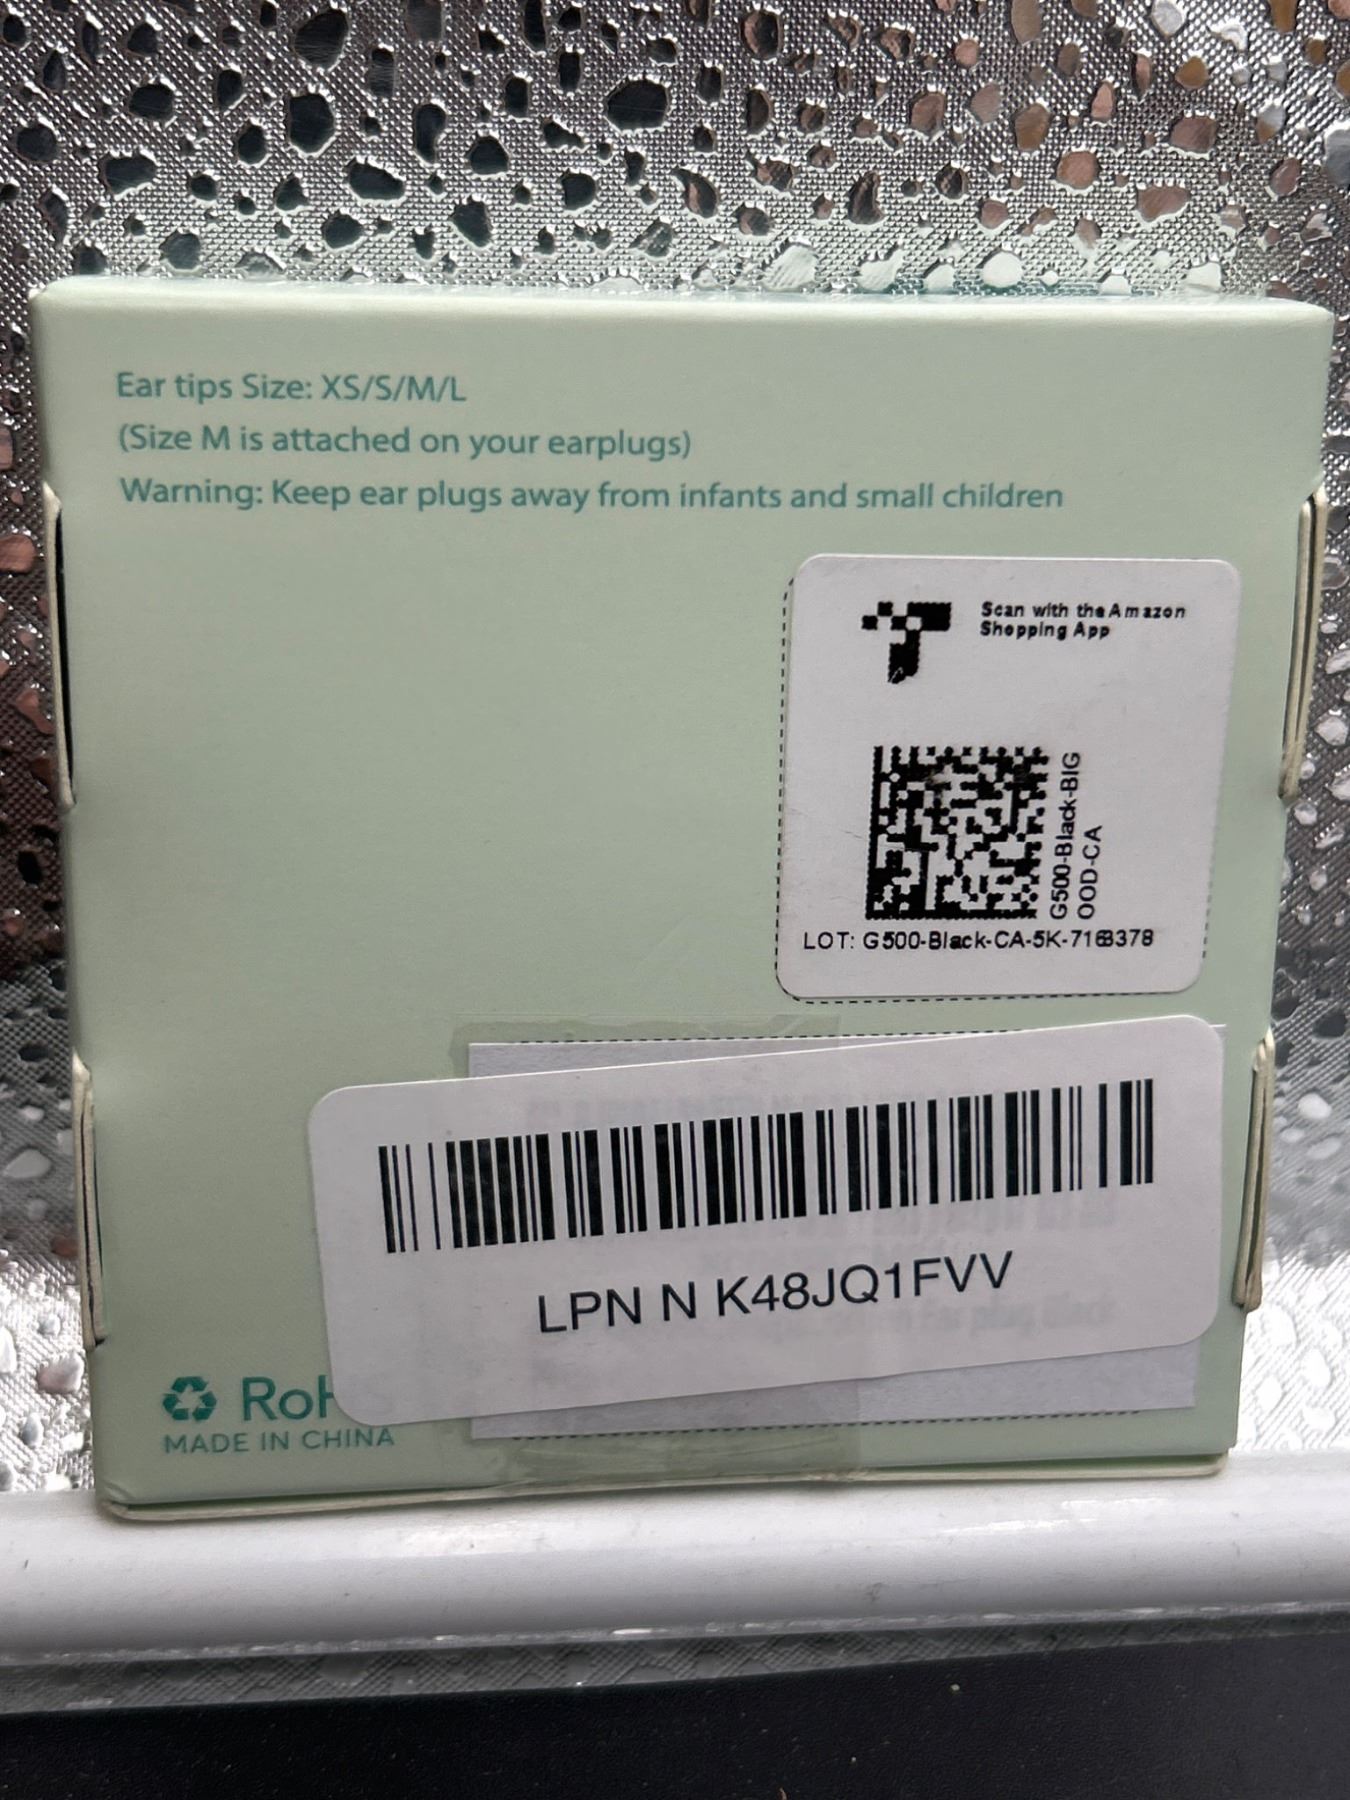 Ear tips Size: XS/S/M/L
(Size M is attached on your earplugs)
Warning: Keep ear plugs away from infants and small children
Scan with the Amazon
Shopping App
G500-Black-BIG
OOD-CA
LOT: G500-Black-CA-5K-7168378
LPN N K48JQ1FVV
RoHS
MADE IN CHINA